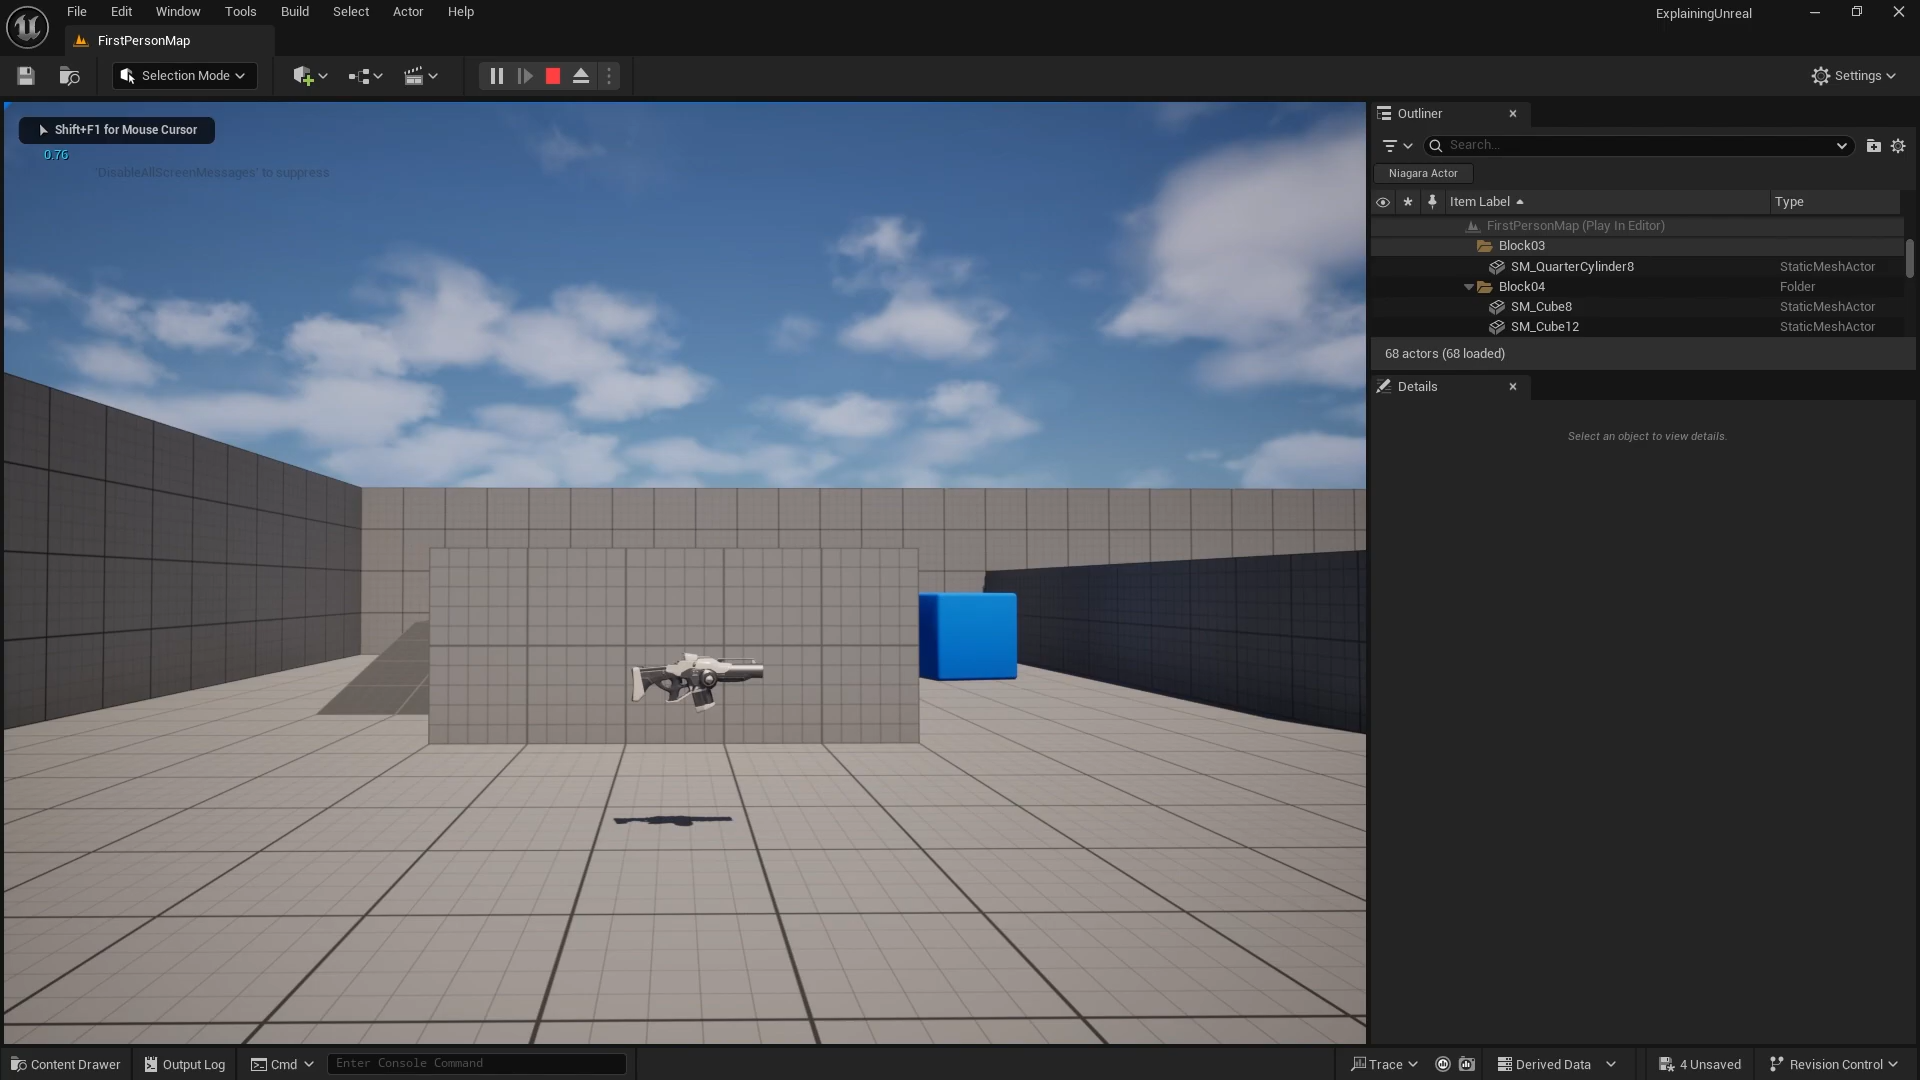 File Edit Window Tools Build Select Actor Help
ExplainingUnreal
FirstPersonMap
Selection Mode
Settings
Shift+F1 for Mouse Cursor
0.76
'DisableAllScreenMessages' to suppress
Outliner
Search...
Niagara Actor
Item Label Type
FirstPersonMap (Play In Editor)
Block03
SM_QuarterCylinder8 StaticMeshActor
Block04 Folder
SM_Cube8 StaticMeshActor
SM_Cube12 StaticMeshActor
68 actors (68 loaded)
Details
Select an object to view details.
Content Drawer Output Log Cmd Enter Console Command Trace Derived Data 4 Unsaved Revision Control